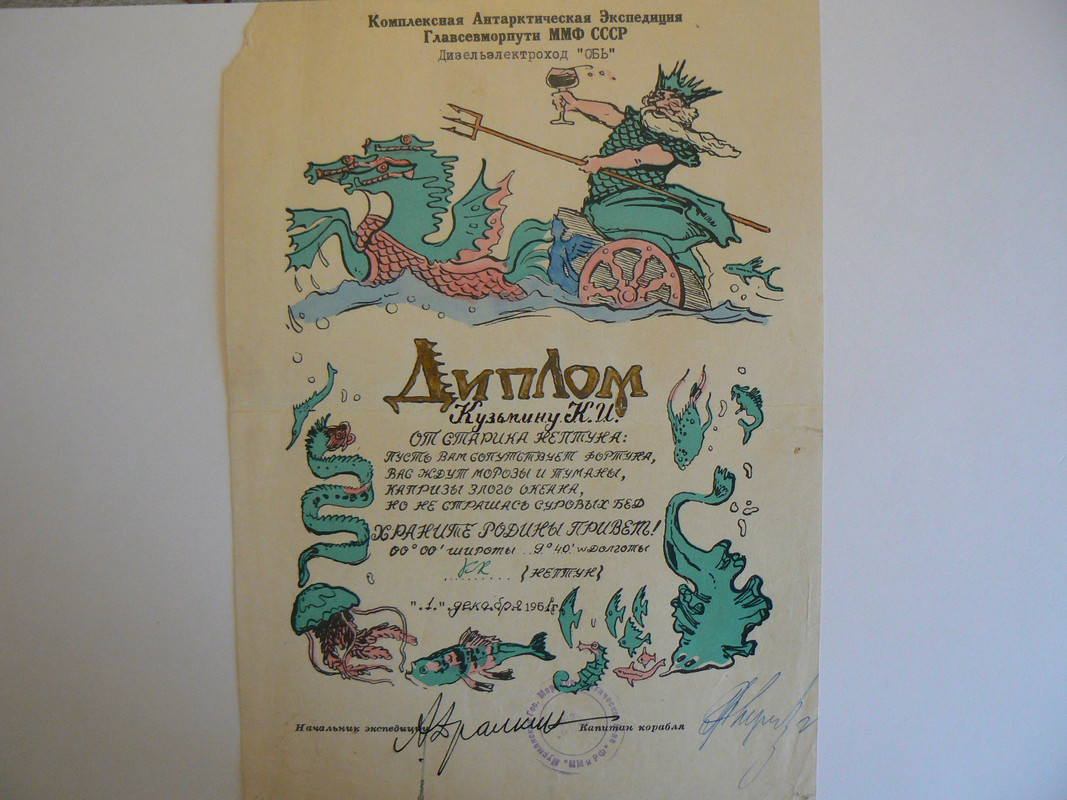 Комплексная Антарктическая Экспедиция
Главсевморпути ММФ СССР
Дизельэлектроход "ОБЬ"
Диплом
Кузьмину К.И.
ОТ СТАРИКА НЕПТУНА:
ПУСТЬ ВАМ СОПУТСТВУЕТ ФОРТУНА,
ВАС ЖДУТ МОРОЗЫ И ТУМАНЫ,
КАПРИЗЫ ЗЛОГО ОКЕАНА,
НО НЕ СТРАШАСЬ СУРОВЫХ БЕД
ХРАНИТЕ РОДИНЫ ПРИВЕТ!
00°00' ШИРОТЫ 9°40' W ДОЛГОТЫ
(НЕПТУН)
"1" декабря 1961г.
Начальник экспедиции Капитан корабля